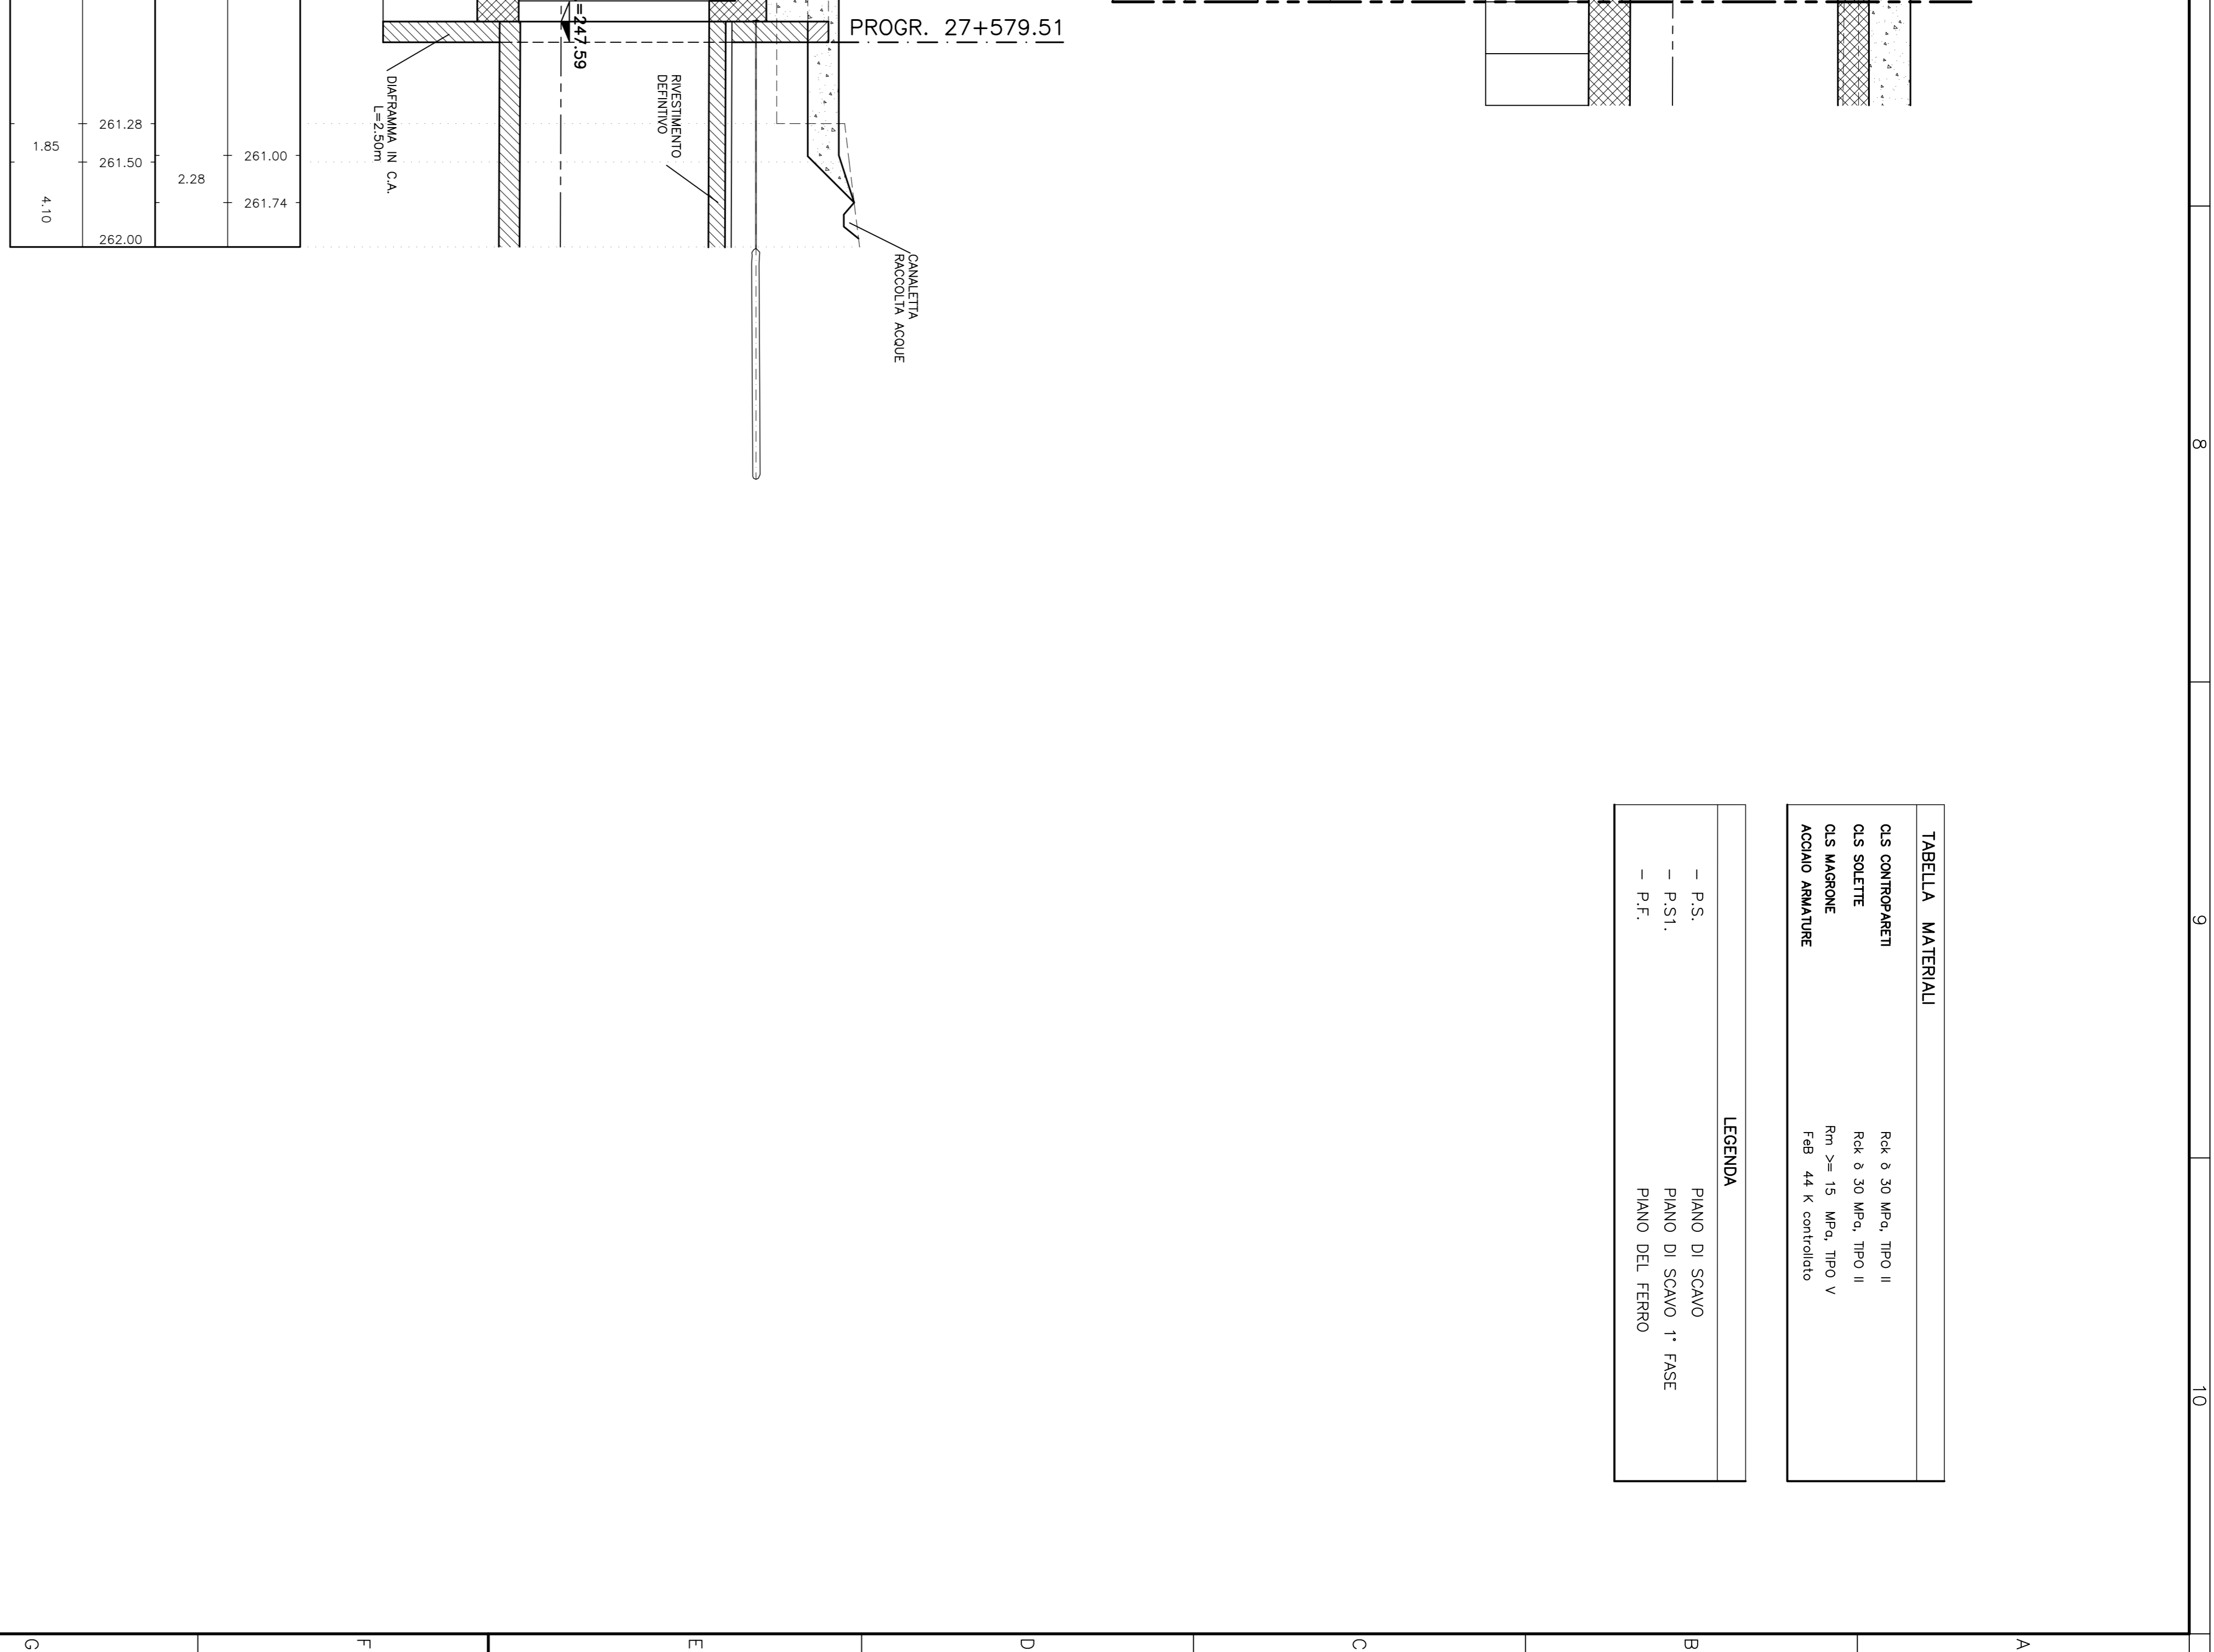 PROGR. 27+579.51
=247.59
DIAFRAMMA IN C.A.
L=2.50m
RIVESTIMENTO
DEFINTIVO
CANALETTA
RACCOLTA ACQUE
261.28
1.85
261.50
261.00
2.28
4.10
261.74
262.00
TABELLA MATERIALI
CLS CONTROPARETI Rck ð 30 MPa, TIPO II
CLS SOLETTE Rck ð 30 MPa, TIPO II
CLS MAGRONE Rm >= 15 MPa, TIPO V
ACCIAIO ARMATURE FeB 44 K controllato
LEGENDA
– P.S. PIANO DI SCAVO
– P.S1. PIANO DI SCAVO 1° FASE
– P.F. PIANO DEL FERRO
8
9
10
G
F
E
D
C
B
A